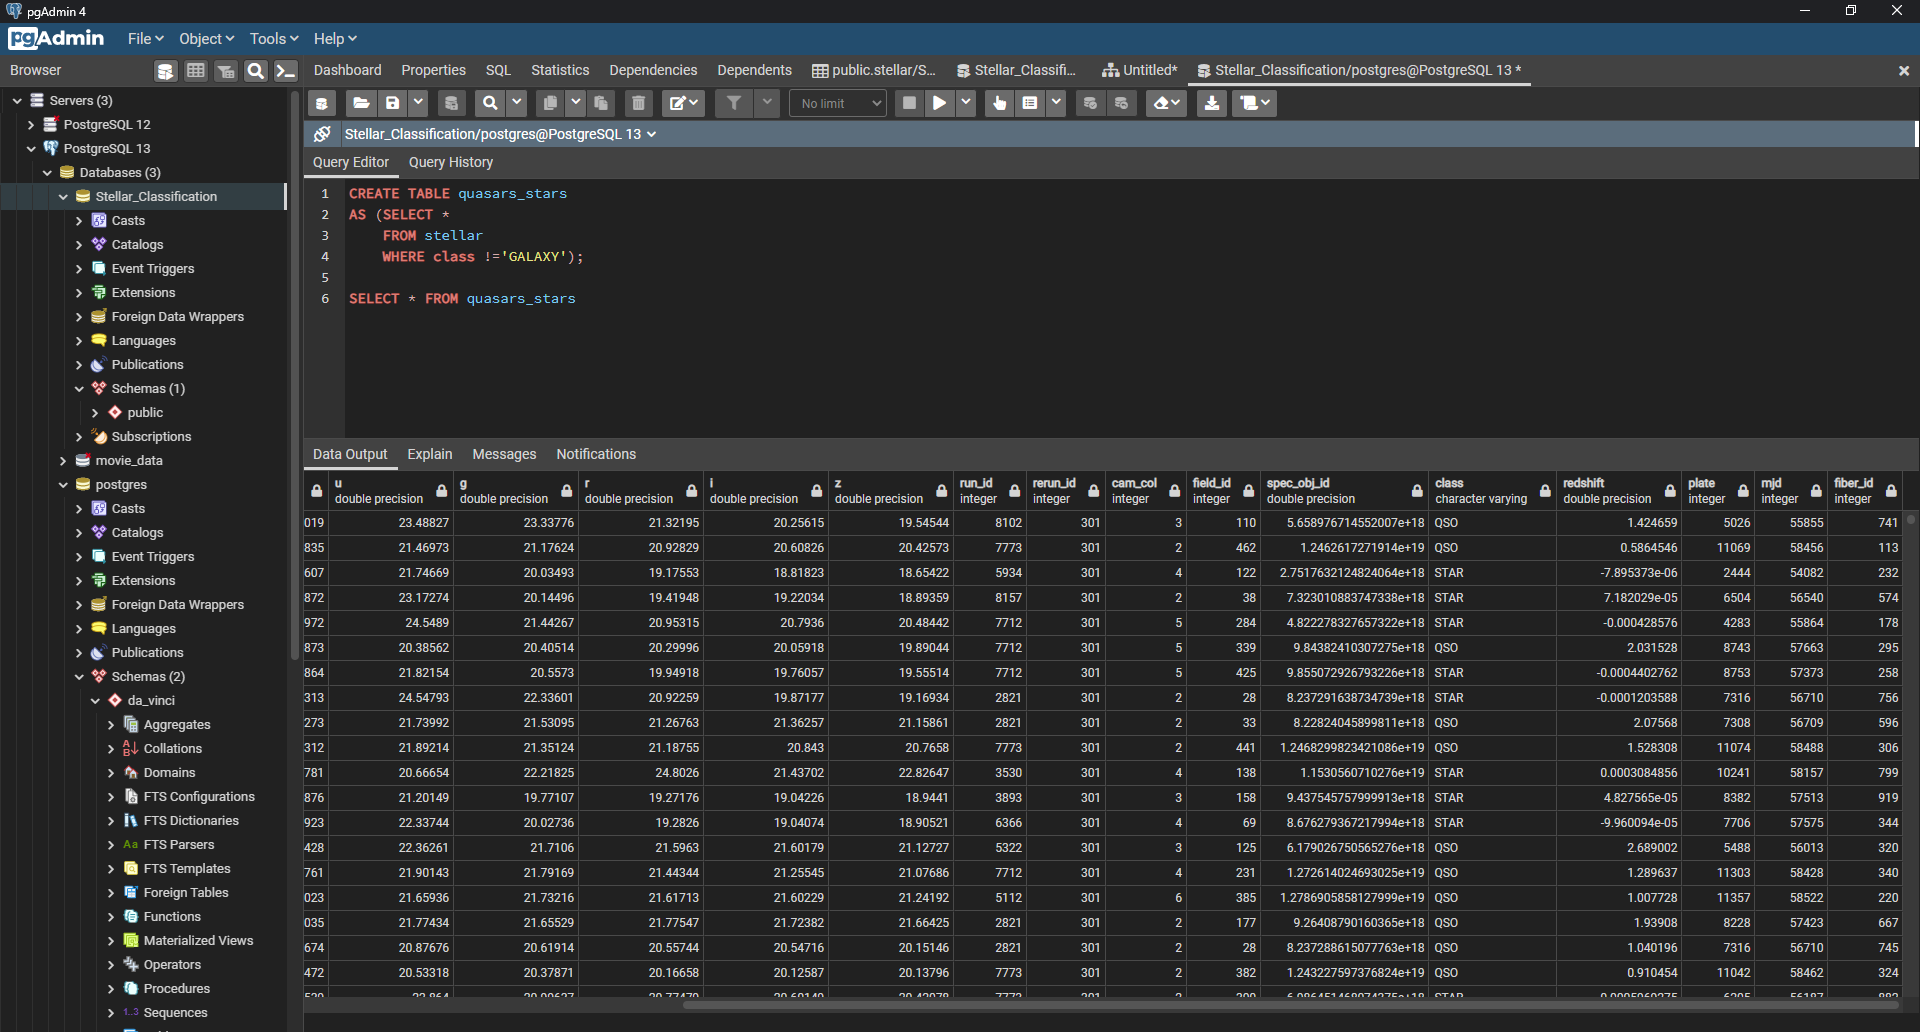 pgAdmin 4
pgAdmin File Object Tools Help
Browser
Dashboard Properties SQL Statistics Dependencies Dependents public.stellar/S... Stellar_Classifi... Untitled* Stellar_Classification/postgres@PostgreSQL 13 *
No limit
Stellar_Classification/postgres@PostgreSQL 13
Query Editor Query History
1 CREATE TABLE quasars_stars
2 AS (SELECT *
3 FROM stellar
4 WHERE class !='GALAXY');
5
6 SELECT * FROM quasars_stars
Servers (3)
PostgreSQL 12
PostgreSQL 13
Databases (3)
Stellar_Classification
Casts
Catalogs
Event Triggers
Extensions
Foreign Data Wrappers
Languages
Publications
Schemas (1)
public
Subscriptions
movie_data
postgres
Casts
Catalogs
Event Triggers
Extensions
Foreign Data Wrappers
Languages
Publications
Schemas (2)
da_vinci
Aggregates
Collations
Domains
FTS Configurations
FTS Dictionaries
FTS Parsers
FTS Templates
Foreign Tables
Functions
Materialized Views
Operators
Procedures
1..3 Sequences
Data Output Explain Messages Notifications
u g r i z run_id rerun_id cam_col field_id spec_obj_id class redshift plate mjd fiber_id
double precision double precision double precision double precision double precision integer integer integer integer double precision character varying double precision integer integer integer
019 23.48827 23.33776 21.32195 20.25615 19.54544 8102 301 3 110 5.658976714552007e+18 QSO 1.424659 5026 55855 741
835 21.46973 21.17624 20.92829 20.60826 20.42573 7773 301 2 462 1.2462617271914e+19 QSO 0.5864546 11069 58456 113
607 21.74669 20.03493 19.17553 18.81823 18.65422 5934 301 4 122 2.7517632124824064e+18 STAR -7.895373e-06 2444 54082 232
872 23.17274 20.14496 19.41948 19.22034 18.89359 8157 301 2 38 7.323010883747338e+18 STAR 7.182029e-05 6504 56540 574
972 24.5489 21.44267 20.95315 20.7936 20.48442 7712 301 5 284 4.822278327657322e+18 STAR -0.000428576 4283 55864 178
873 20.38562 20.40514 20.29996 20.05918 19.89044 7712 301 5 339 9.84382410307275e+18 QSO 2.031528 8743 57663 295
864 21.82154 20.5573 19.94918 19.76057 19.55514 7712 301 5 425 9.855072926793226e+18 STAR -0.0004402762 8753 57373 258
313 24.54793 22.33601 20.92259 19.87177 19.16934 2821 301 2 28 8.237291638734739e+18 STAR -0.0001203588 7316 56710 756
273 21.73992 21.53095 21.26763 21.36257 21.15861 2821 301 2 33 8.22824045899811e+18 QSO 2.07568 7308 56709 596
312 21.89214 21.35124 21.18755 20.843 20.7658 7773 301 2 441 1.2468299823421086e+19 QSO 1.528308 11074 58488 306
781 20.66654 22.21825 24.8026 21.43702 22.82647 3530 301 4 138 1.1530560710276e+19 STAR 0.0003084856 10241 58157 799
876 21.20149 19.77107 19.27176 19.04226 18.9441 3893 301 3 158 9.437545757999913e+18 STAR 4.827565e-05 8382 57513 919
923 22.33744 20.02736 19.2826 19.04074 18.90521 6366 301 4 69 8.676279367217994e+18 STAR -9.960094e-05 7706 57575 344
428 22.36261 21.7106 21.5963 21.60179 21.12727 5322 301 3 125 6.179026750565276e+18 QSO 2.689002 5488 56013 320
761 21.90143 21.79169 21.44344 21.25545 21.07686 7712 301 4 231 1.272614024693025e+19 QSO 1.289637 11303 58428 340
023 21.65936 21.73216 21.61713 21.60229 21.24192 5112 301 6 385 1.2786905858127999e+19 QSO 1.007728 11357 58522 220
035 21.77434 21.65529 21.77547 21.72382 21.66425 2821 301 2 177 9.26408790160365e+18 QSO 1.93908 8228 57423 667
674 20.87676 20.61914 20.55744 20.54716 20.15146 2821 301 2 28 8.237288615077763e+18 QSO 1.040196 7316 56710 745
472 20.53318 20.37871 20.16658 20.12587 20.13796 7773 301 2 382 1.243227597376824e+19 QSO 0.910454 11042 58462 324